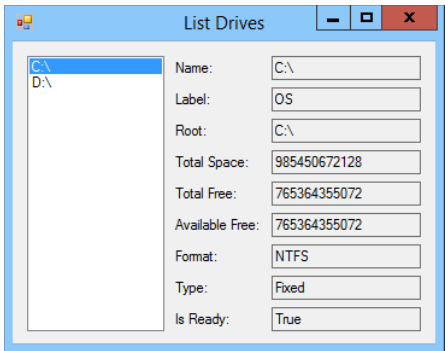 List Drives
C:\
D:\
Name: C:\
Label: OS
Root: C:\
Total Space: 985450672128
Total Free: 765364355072
Available Free: 765364355072
Format: NTFS
Type: Fixed
Is Ready: True